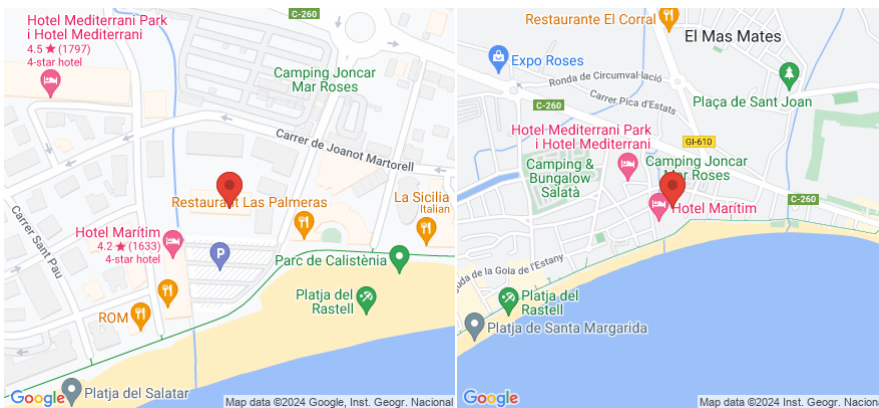 Hotel Mediterrani Park
i Hotel Mediterrani
4.5 ★ (1797)
4-star hotel
C-260
Camping Joncar
Mar Roses
Carrer de Joanot Martorell
Restaurant Las Palmeras
La Sicilia
Italian
Carrer Sant Pau
Hotel Marítim
4.2 ★ (1633)
4-star hotel
P
Parc de Calistènia
Platja del
Rastell
ROM
Platja del Salatar
Google
Map data ©2024 Google, Inst. Geogr. Nacional
Restaurante El Corral
El Mas Mates
Expo Roses
Ronda de Circumval·lació
Plaça de Sant Joan
C-260
Carrer Pica d'Estats
GI-610
Hotel Mediterrani Park
i Hotel Mediterrani
Camping &
Bungalow
Salatà
Camping Joncar
Mar Roses
C-260
Hotel Marítim
guda de la Gola de l'Estany
Platja del
Rastell
Platja de Santa Margarida
Google
Map data ©2024 Google, Inst. Geogr. Naciona